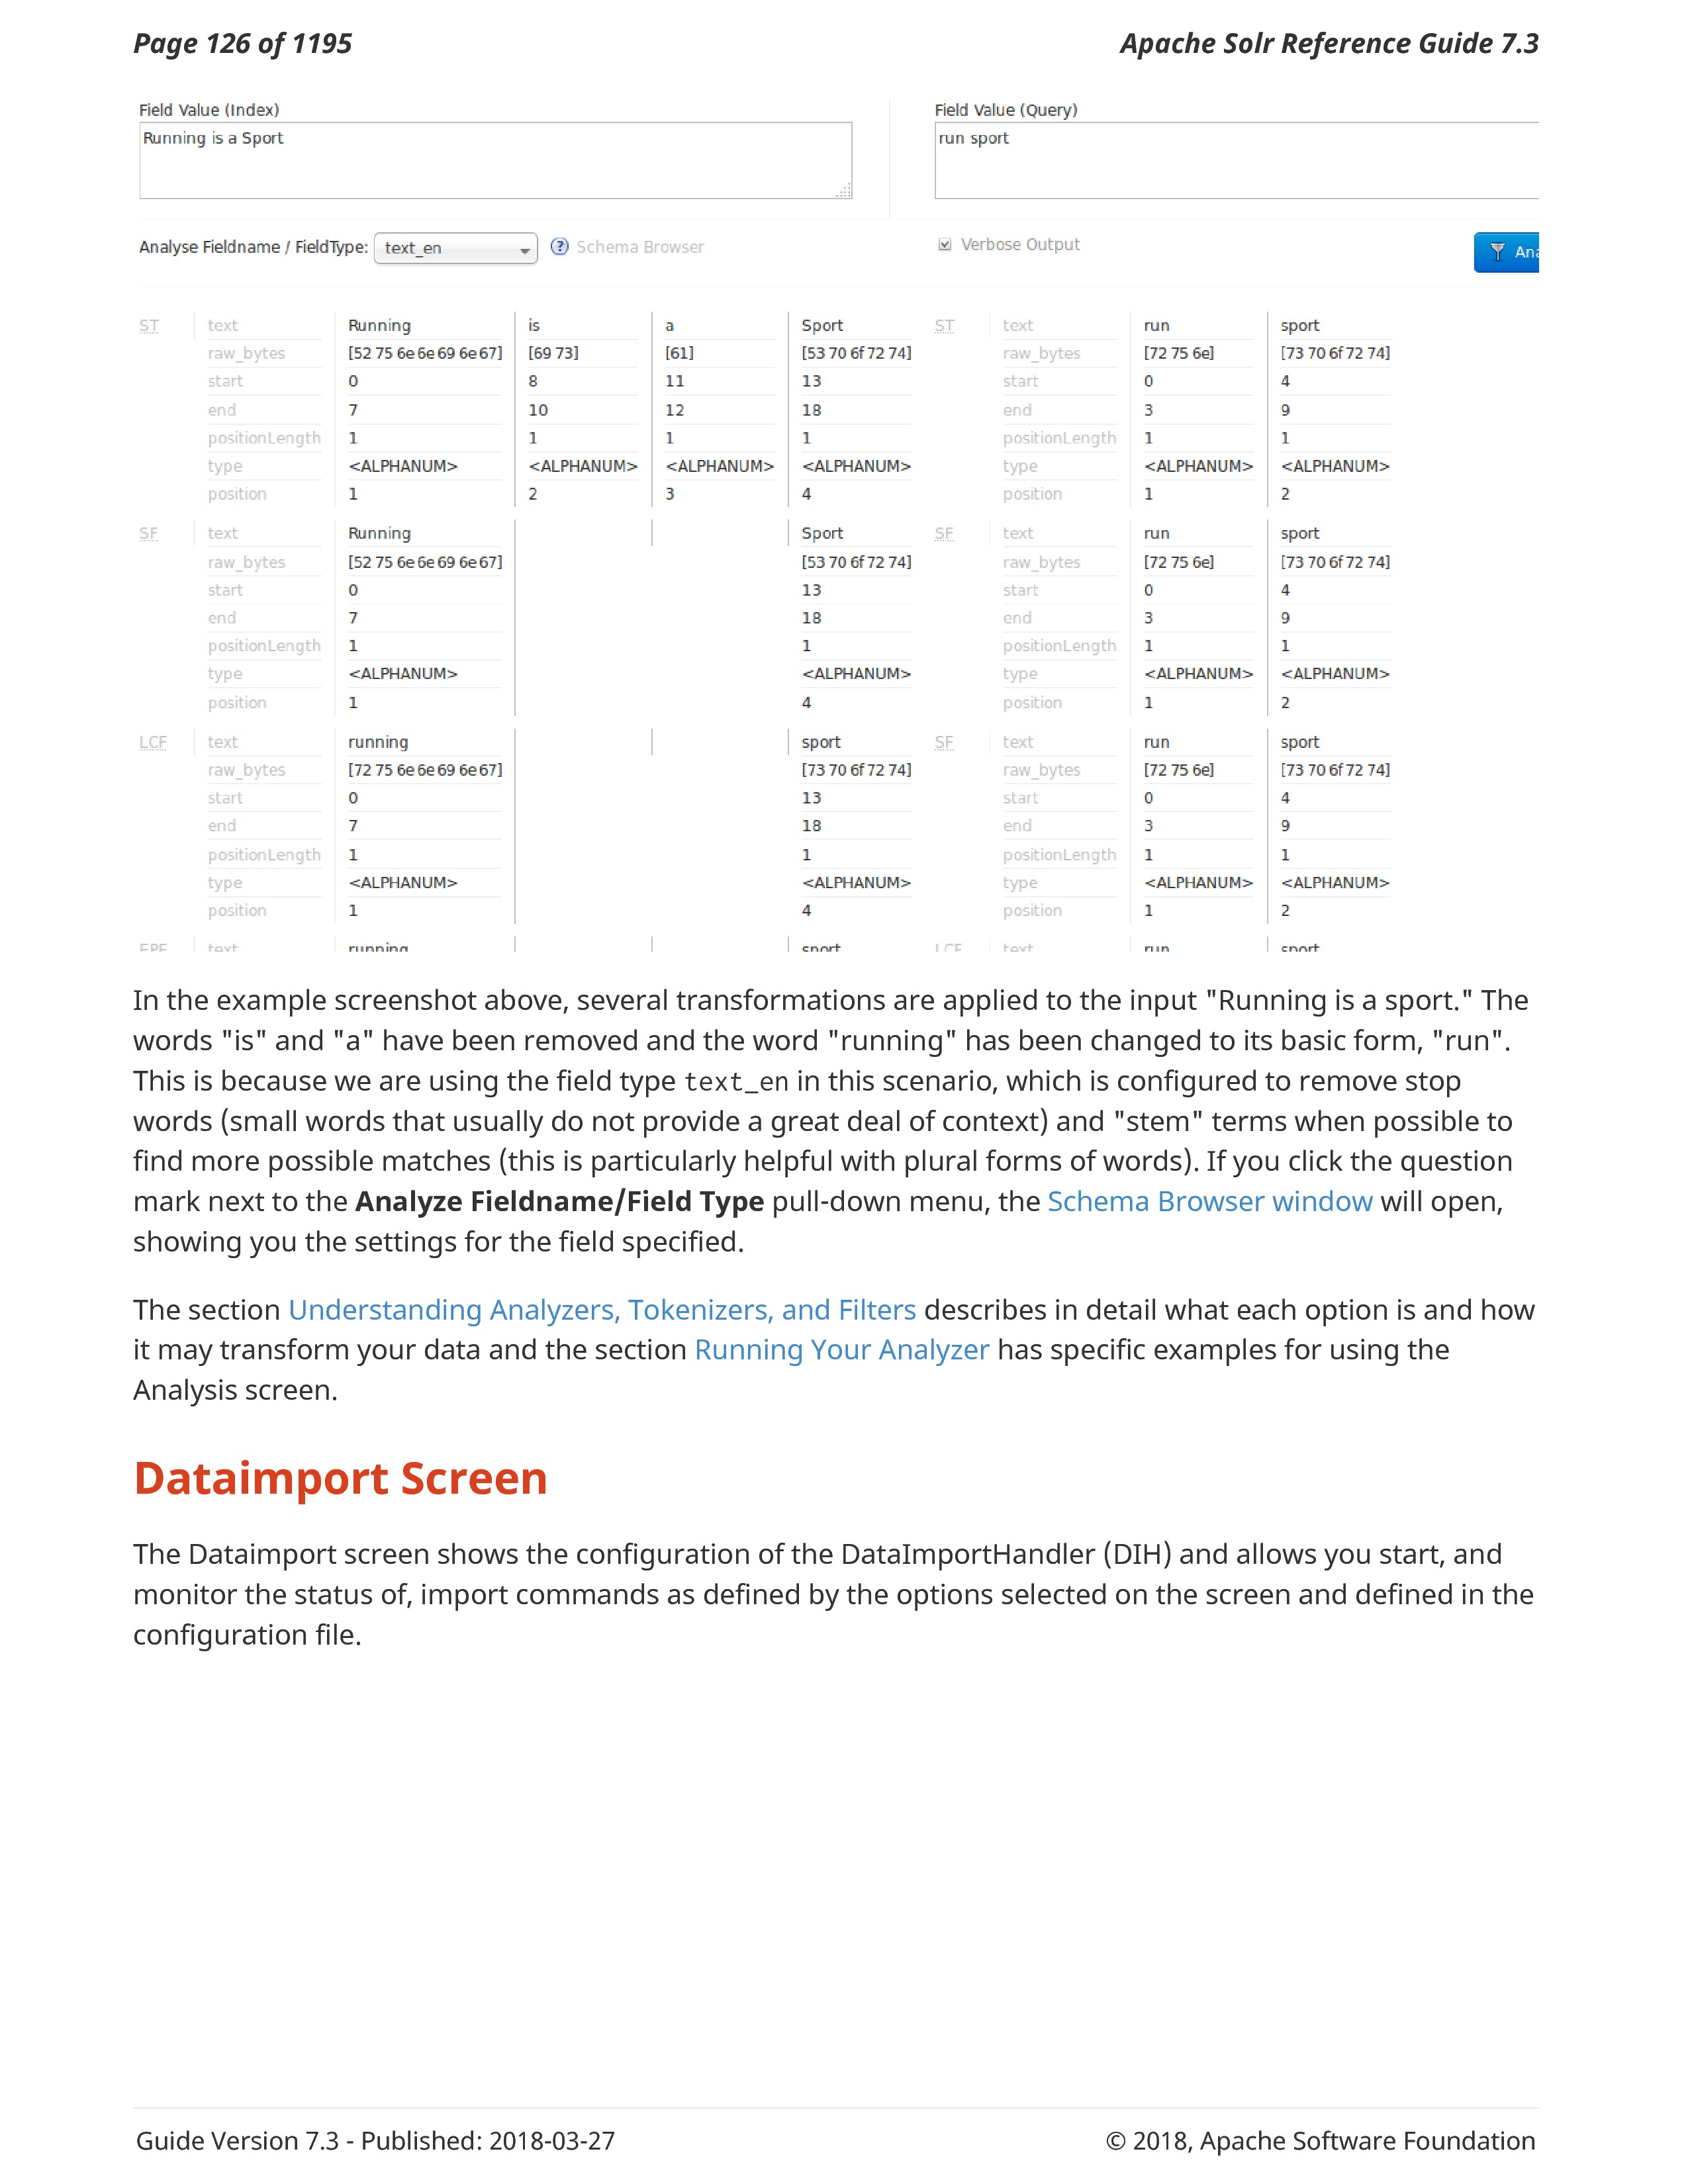 Page 126 of 1195 Apache Solr Reference Guide 7.3
Field Value (Index) Field Value (Query)
Running is a Sport run sport
Analyse Fieldname / FieldType: text_en ? Schema Browser Verbose Output
ST text Running is a Sport ST text run sport
raw_bytes [52 75 6e 6e 69 6e 67] [69 73] [61] [53 70 6f 72 74] raw_bytes [72 75 6e] [73 70 6f 72 74]
start 0 8 11 13 start 0 4
end 7 10 12 18 end 3 9
positionLength 1 1 1 1 positionLength 1 1
type <ALPHANUM> <ALPHANUM> <ALPHANUM> <ALPHANUM> type <ALPHANUM> <ALPHANUM>
position 1 2 3 4 position 1 2
SF text Running Sport SF text run sport
raw_bytes [52 75 6e 6e 69 6e 67] [53 70 6f 72 74] raw_bytes [72 75 6e] [73 70 6f 72 74]
start 0 13 start 0 4
end 7 18 end 3 9
positionLength 1 1 positionLength 1 1
type <ALPHANUM> <ALPHANUM> type <ALPHANUM> <ALPHANUM>
position 1 4 position 1 2
LCF text running sport SF text run sport
raw_bytes [72 75 6e 6e 69 6e 67] [73 70 6f 72 74] raw_bytes [72 75 6e] [73 70 6f 72 74]
start 0 13 start 0 4
end 7 18 end 3 9
positionLength 1 1 positionLength 1 1
type <ALPHANUM> <ALPHANUM> type <ALPHANUM> <ALPHANUM>
position 1 4 position 1 2
text running sport LCF text run sport
In the example screenshot above, several transformations are applied to the input "Running is a sport." The
words "is" and "a" have been removed and the word "running" has been changed to its basic form, "run".
This is because we are using the field type text_en in this scenario, which is configured to remove stop
words (small words that usually do not provide a great deal of context) and "stem" terms when possible to
find more possible matches (this is particularly helpful with plural forms of words). If you click the question
mark next to the Analyze Fieldname/Field Type pull-down menu, the Schema Browser window will open,
showing you the settings for the field specified.
The section Understanding Analyzers, Tokenizers, and Filters describes in detail what each option is and how
it may transform your data and the section Running Your Analyzer has specific examples for using the
Analysis screen.
Dataimport Screen
The Dataimport screen shows the configuration of the DataImportHandler (DIH) and allows you start, and
monitor the status of, import commands as defined by the options selected on the screen and defined in the
configuration file.
Guide Version 7.3 - Published: 2018-03-27 © 2018, Apache Software Foundation